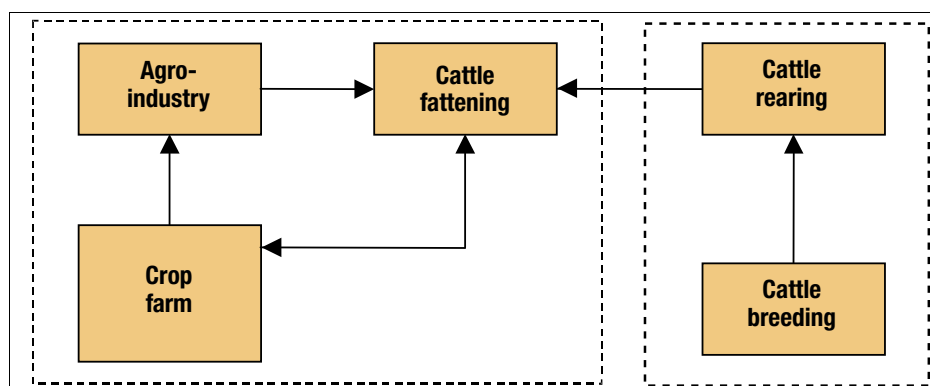 Agro-
industry
Cattle
fattening
Cattle
rearing
Crop
farm
Cattle
breeding